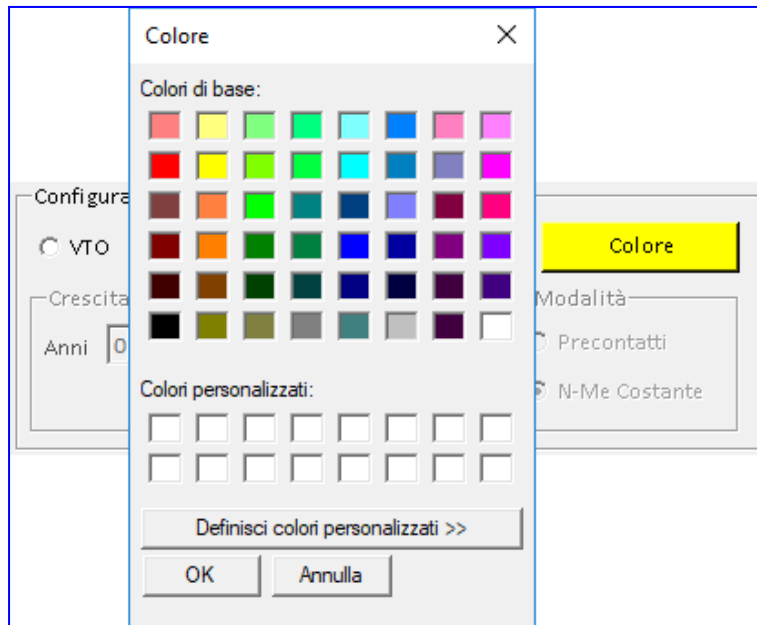 Colore
Colori di base:
Configura
VTO
Colore
Crescita
Modalità
Anni 0
Precontatti
N-Me Costante
Colori personalizzati:
Definisci colori personalizzati >>
OK Annulla